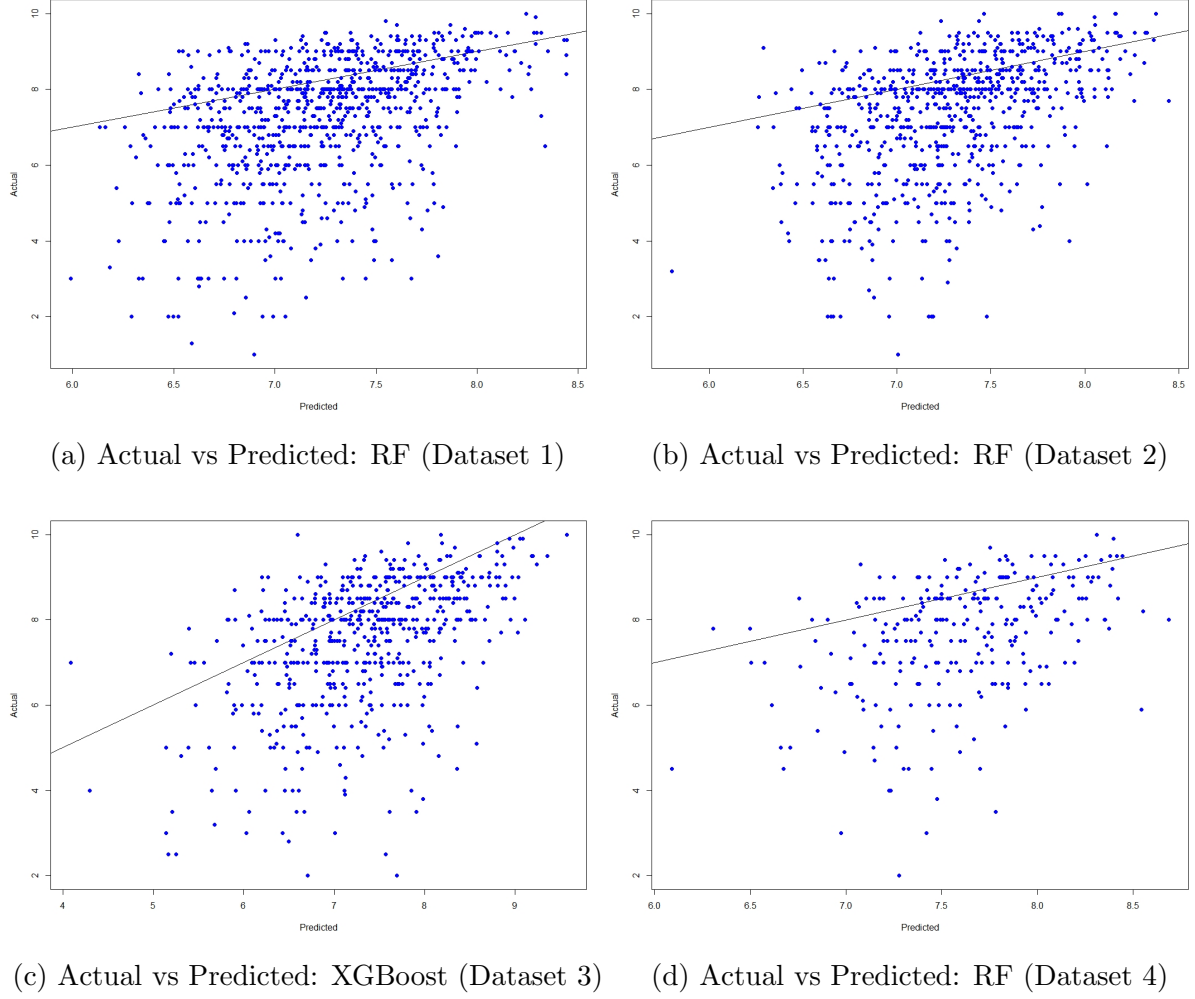 10
8
6
4
2
Actual
6.0 6.5 7.0 7.5 8.0 8.5
Predicted
(a) Actual vs Predicted: RF (Dataset 1)
10
8
6
4
2
Actual
6.0 6.5 7.0 7.5 8.0 8.5
Predicted
(b) Actual vs Predicted: RF (Dataset 2)
10
8
6
4
2
Actual
4 5 6 7 8 9
Predicted
(c) Actual vs Predicted: XGBoost (Dataset 3)
10
8
6
4
2
Actual
6.0 6.5 7.0 7.5 8.0 8.5
Predicted
(d) Actual vs Predicted: RF (Dataset 4)